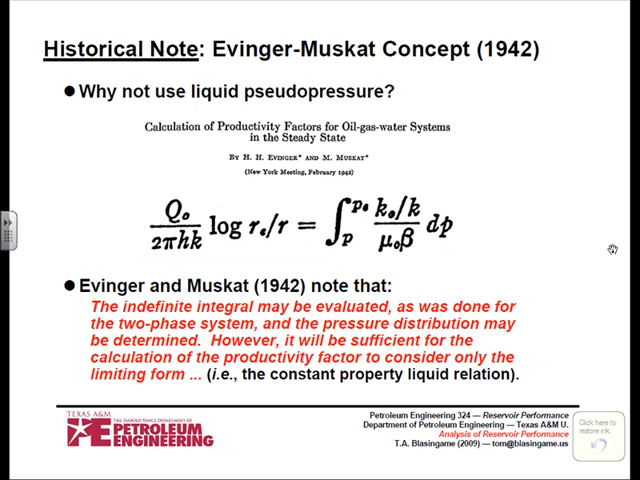 Historical Note: Evinger-Muskat Concept (1942)
● Why not use liquid pseudopressure?
Calculation of Productivity Factors for Oil-gas-water Systems
in the Steady State
BY H. H. EVINGER* AND M. MUSKAT*
(New York Meeting, February 1942)
Qₒ/2πhk log rₑ/r = ∫ₚ^pₑ (kₒ/k)/(μₒβ) dp
● Evinger and Muskat (1942) note that:
The indefinite integral may be evaluated, as was done for
the two-phase system, and the pressure distribution may
be determined. However, it will be sufficient for the
calculation of the productivity factor to consider only the
limiting form ... (i.e., the constant property liquid relation).
TEXAS A&M
THE HAROLD VANCE DEPARTMENT OF
PETROLEUM
ENGINEERING
Petroleum Engineering 324 — Reservoir Performance
Department of Petroleum Engineering — Texas A&M U.
Analysis of Reservoir Performance
T.A. Blasingame (2009) — tom@blasingame.us
Click here to
restore ink.